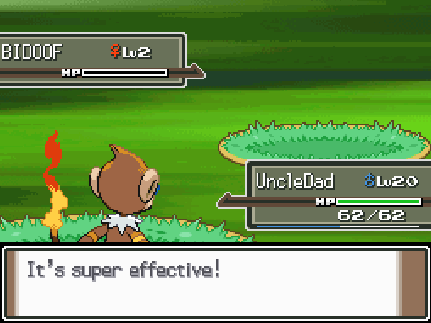 BIDOOF ♀Lv2
HP
UncleDad ♂Lv20
HP
62/62
It's super effective!